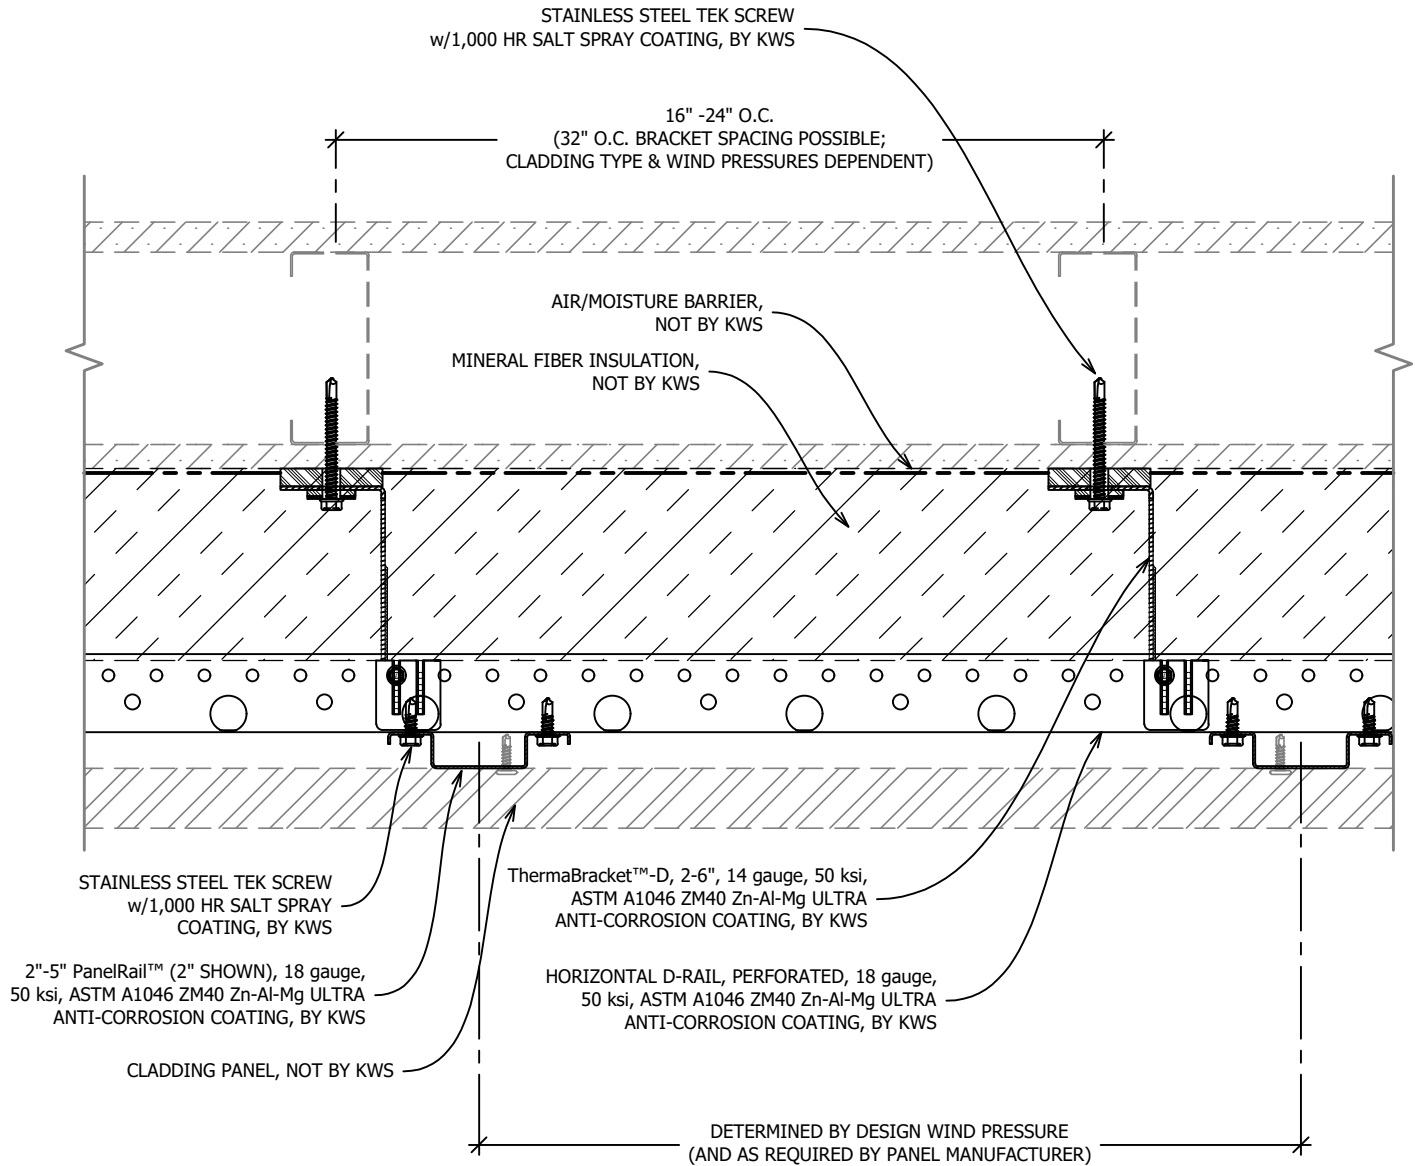 STAINLESS STEEL TEK SCREW
w/1,000 HR SALT SPRAY COATING, BY KWS
16" -24" O.C.
(32" O.C. BRACKET SPACING POSSIBLE;
CLADDING TYPE & WIND PRESSURES DEPENDENT)
AIR/MOISTURE BARRIER,
NOT BY KWS
MINERAL FIBER INSULATION,
NOT BY KWS
STAINLESS STEEL TEK SCREW
w/1,000 HR SALT SPRAY
COATING, BY KWS
2"-5" PanelRail™ (2" SHOWN), 18 gauge,
50 ksi, ASTM A1046 ZM40 Zn-Al-Mg ULTRA
ANTI-CORROSION COATING, BY KWS
CLADDING PANEL, NOT BY KWS
ThermaBracket™-D, 2-6", 14 gauge, 50 ksi,
ASTM A1046 ZM40 Zn-Al-Mg ULTRA
ANTI-CORROSION COATING, BY KWS
HORIZONTAL D-RAIL, PERFORATED, 18 gauge,
50 ksi, ASTM A1046 ZM40 Zn-Al-Mg ULTRA
ANTI-CORROSION COATING, BY KWS
DETERMINED BY DESIGN WIND PRESSURE
(AND AS REQUIRED BY PANEL MANUFACTURER)